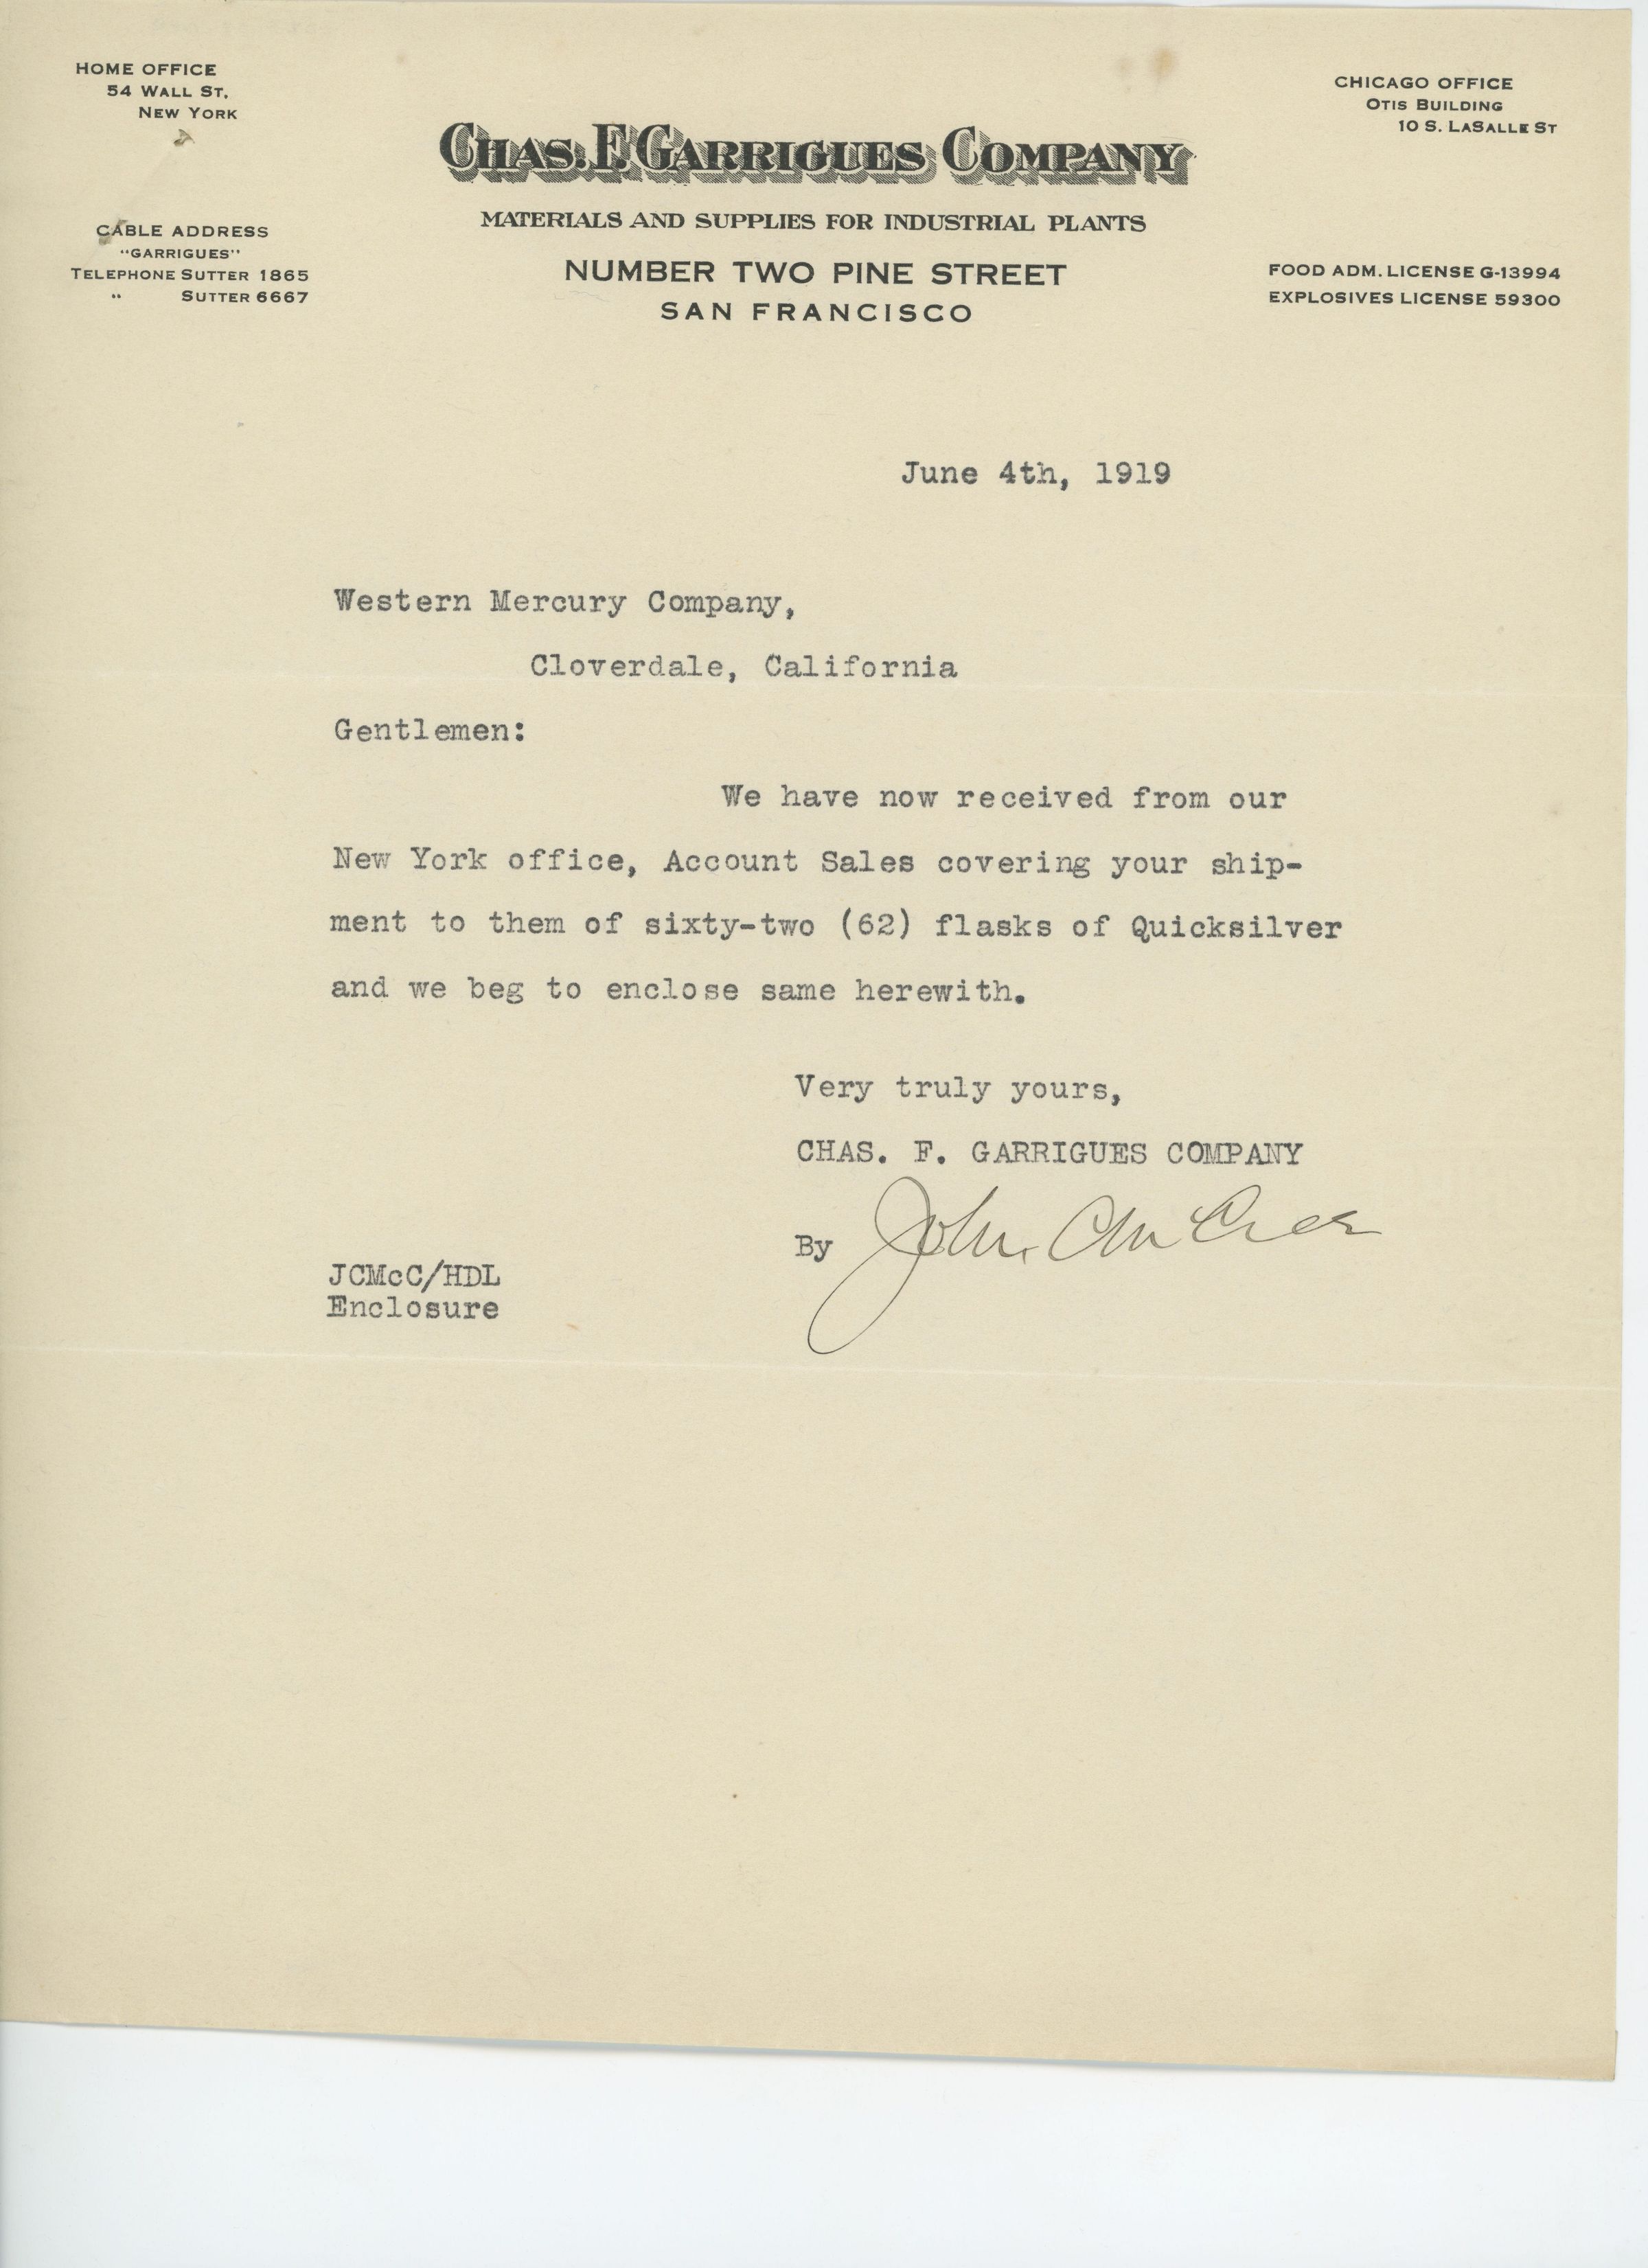 HOME OFFICE
54 WALL ST.
NEW YORK
CHICAGO OFFICE
OTIS BUILDING
10 S. LASALLE ST
CHAS. F. GARRIGUES COMPANY
MATERIALS AND SUPPLIES FOR INDUSTRIAL PLANTS
NUMBER TWO PINE STREET
SAN FRANCISCO
CABLE ADDRESS
"GARRIGUES"
TELEPHONE SUTTER 1865
" SUTTER 6667
FOOD ADM. LICENSE G-13994
EXPLOSIVES LICENSE 59300
June 4th, 1919
Western Mercury Company,
Cloverdale, California
Gentlemen:
We have now received from our
New York office, Account Sales covering your ship-
ment to them of sixty-two (62) flasks of Quicksilver
and we beg to enclose same herewith.
Very truly yours,
CHAS. F. GARRIGUES COMPANY
By John C
JCMcC/HDL
Enclosure